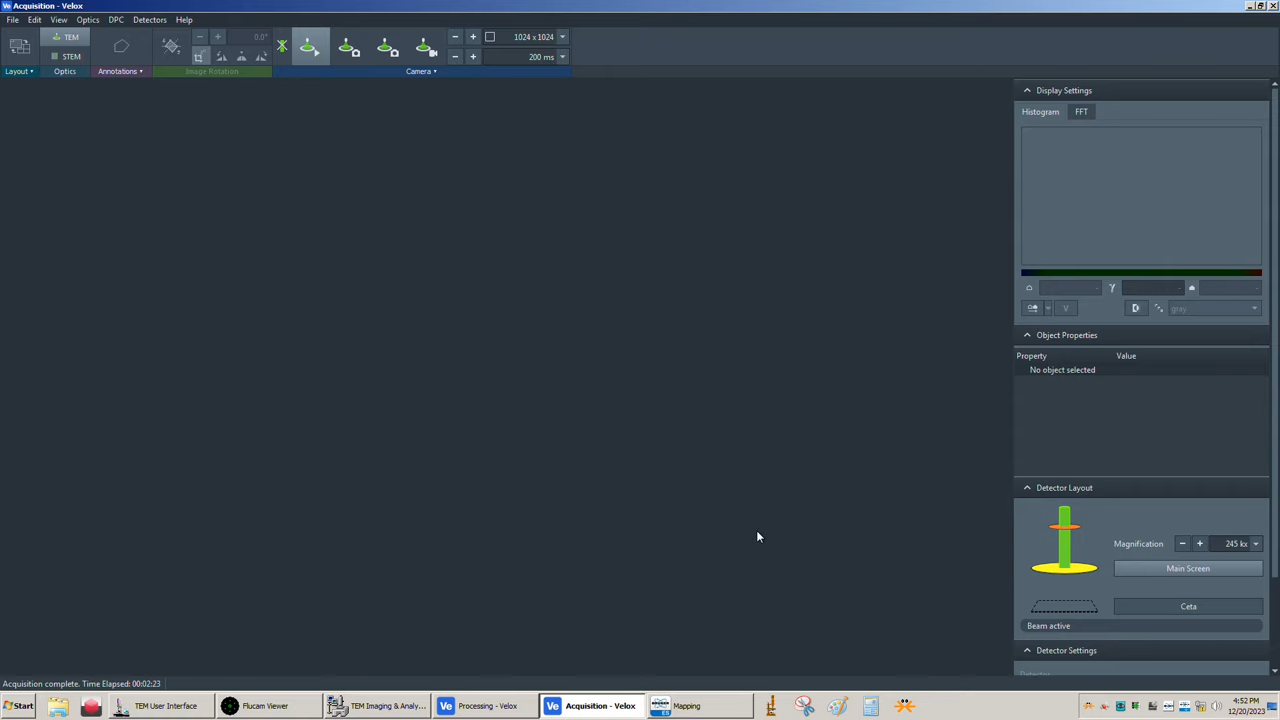 Acquisition - Velox
File Edit View Optics DPC Detectors Help
TEM
STEM
0.0°
1024 x 1024
200 ms
Layout Optics Annotations Image Rotation Camera
Display Settings
Histogram FFT
γ
V
gray
Object Properties
Property Value
No object selected
Detector Layout
Magnification 245 kx
Main Screen
Ceta
Beam active
Detector Settings
Acquisition complete. Time Elapsed: 00:02:23
Start TEM User Interface Flucam Viewer TEM Imaging & Analy... Ve Processing - Velox Ve Acquisition - Velox Mapping
4:52 PM
12/20/2023